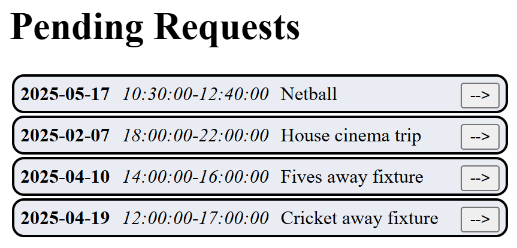 Pending Requests
2025-05-17 10:30:00-12:40:00 Netball -->
2025-02-07 18:00:00-22:00:00 House cinema trip -->
2025-04-10 14:00:00-16:00:00 Fives away fixture -->
2025-04-19 12:00:00-17:00:00 Cricket away fixture -->